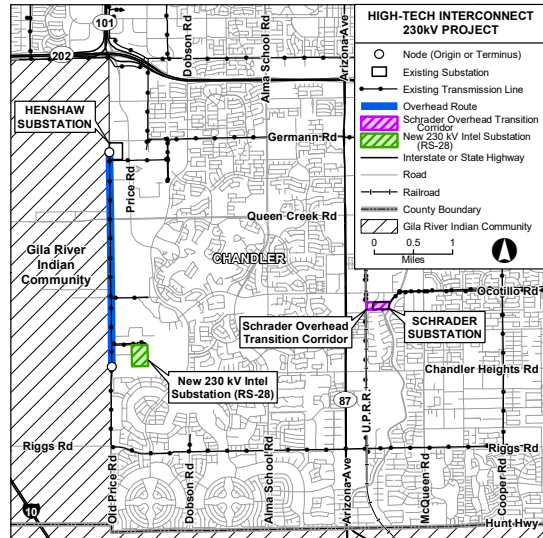 HIGH-TECH INTERCONNECT
230kV PROJECT
Node (Origin or Terminus)
Existing Substation
Existing Transmission Line
Overhead Route
Schrader Overhead Transition
Corridor
New 230 kV Intel Substation
(RS-28)
Interstate or State Highway
Road
Railroad
County Boundary
Gila River Indian Community
0 0.5 1
Miles
101
202
Dobson Rd
Alma School Rd
Arizona Ave
HENSHAW
SUBSTATION
Germann Rd
Price Rd
Queen Creek Rd
Gila River
Indian
Community
CHANDLER
Ocotillo Rd
Schrader Overhead
Transition Corridor
SCHRADER
SUBSTATION
New 230 kV Intel
Substation (RS-28)
Chandler Heights Rd
87
U.P.R.R.
Riggs Rd
Riggs Rd
Old Price Rd
Dobson Rd
Alma School Rd
Arizona Ave
McQueen Rd
Cooper Rd
10
Hunt Hwy